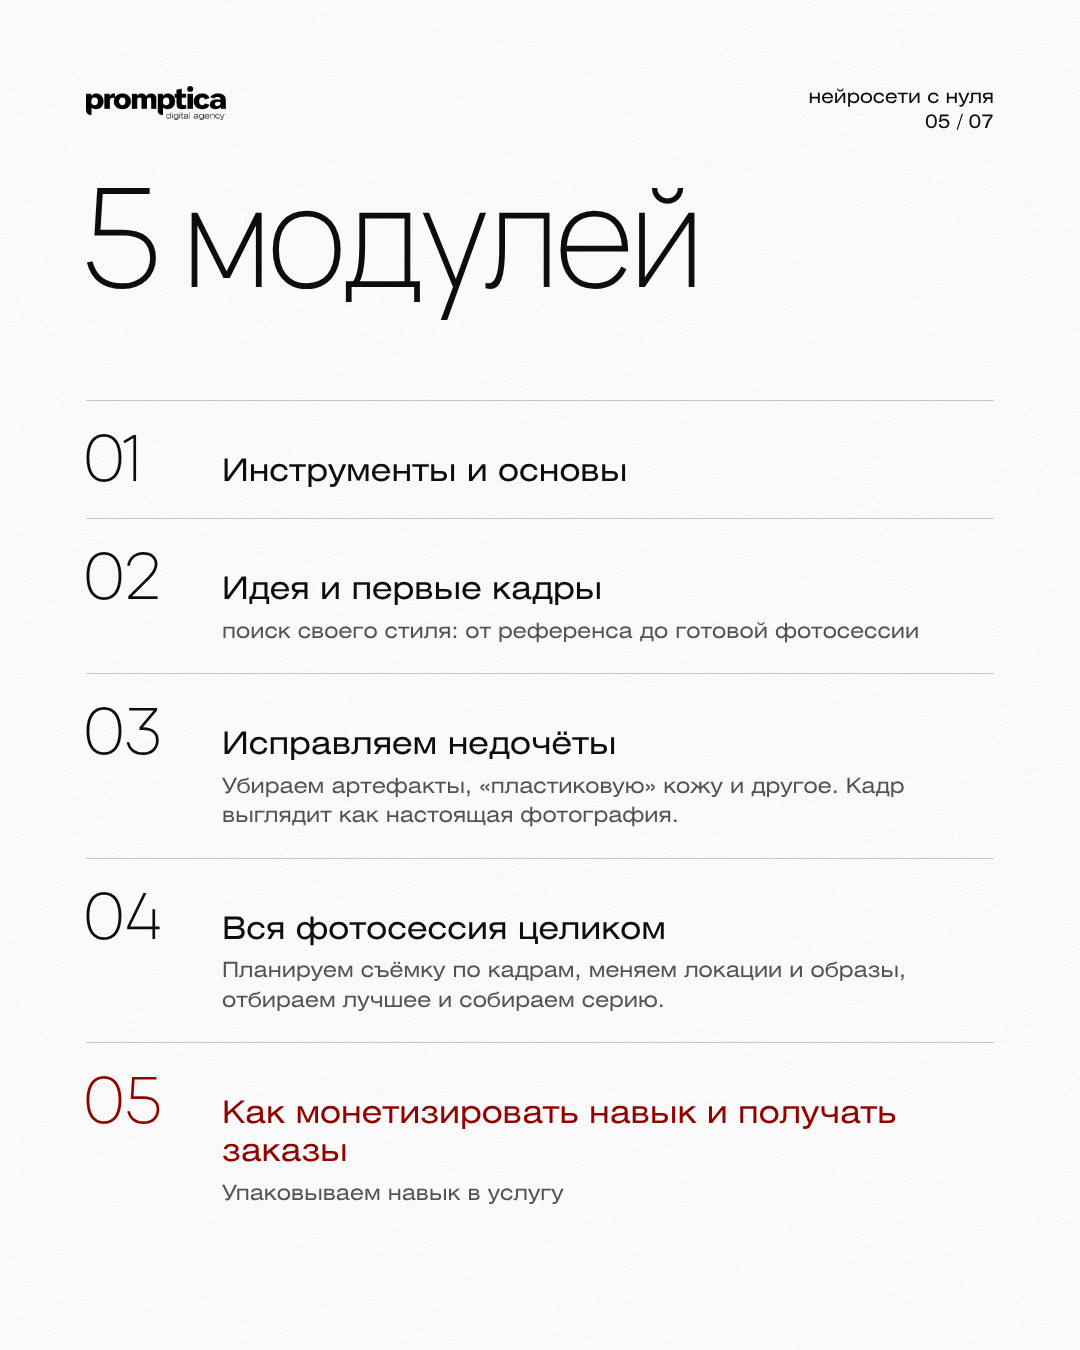 promptica
digital agency
нейросети с нуля
05 / 07
5 модулей
01
Инструменты и основы
02
Идея и первые кадры
поиск своего стиля: от референса до готовой фотосессии
03
Исправляем недочёты
Убираем артефакты, «пластиковую» кожу и другое. Кадр
выглядит как настоящая фотография.
04
Вся фотосессия целиком
Планируем съёмку по кадрам, меняем локации и образы,
отбираем лучшее и собираем серию.
05
Как монетизировать навык и получать
заказы
Упаковываем навык в услугу